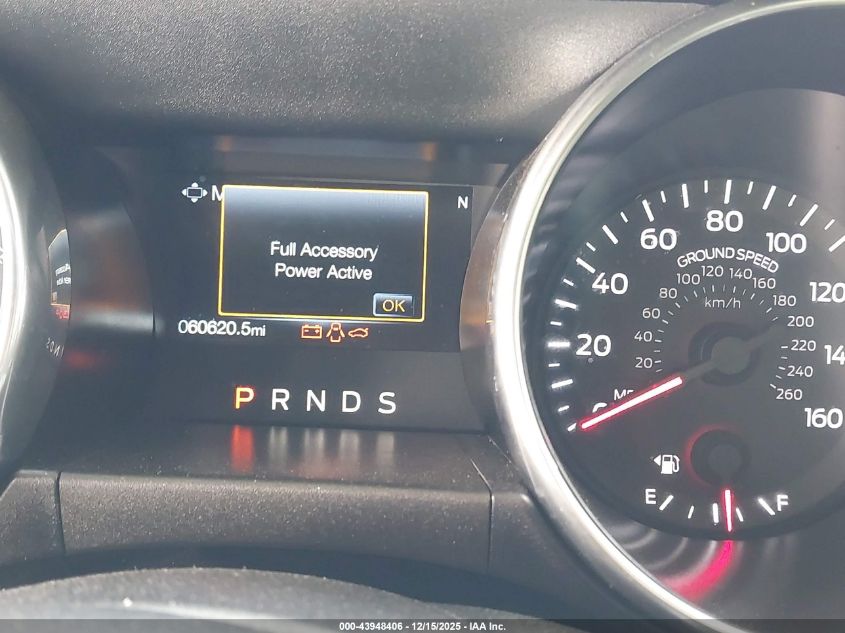 M
N
Full Accessory
Power Active
OK
060620.5mi
P R N D S
20
40
60
80
100
120
160
GROUND SPEED
km/h
20
40
60
80
100
120
140
160
180
200
220
240
260
E
F
000-43948406 - 12/15/2025 - IAA Inc.